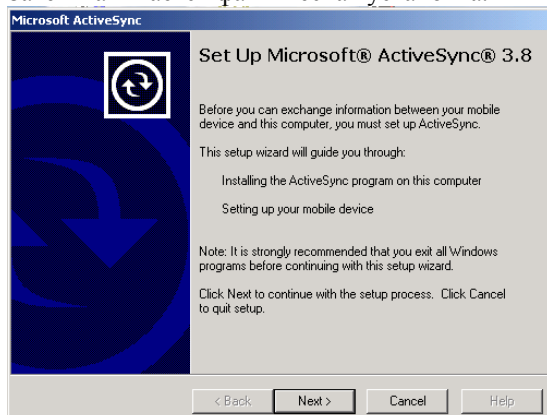 Microsoft ActiveSync
Set Up Microsoft® ActiveSync® 3.8
Before you can exchange information between your mobile
device and this computer, you must set up ActiveSync.
This setup wizard will guide you through:
Installing the ActiveSync program on this computer
Setting up your mobile device
Note: It is strongly recommended that you exit all Windows
programs before continuing with this setup wizard.
Click Next to continue with the setup process. Click Cancel
to quit setup.
< Back Next > Cancel Help